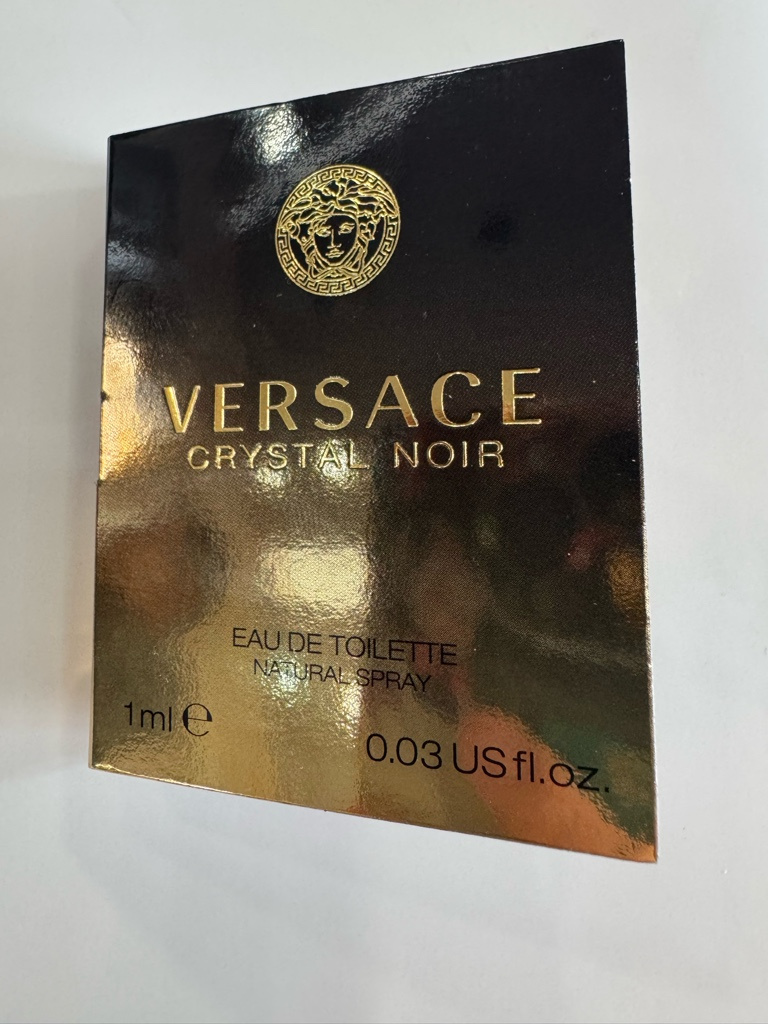 VERSACE
CRYSTAL NOIR
EAU DE TOILETTE
NATURAL SPRAY
1ml ℮
0.03 US fl.oz.